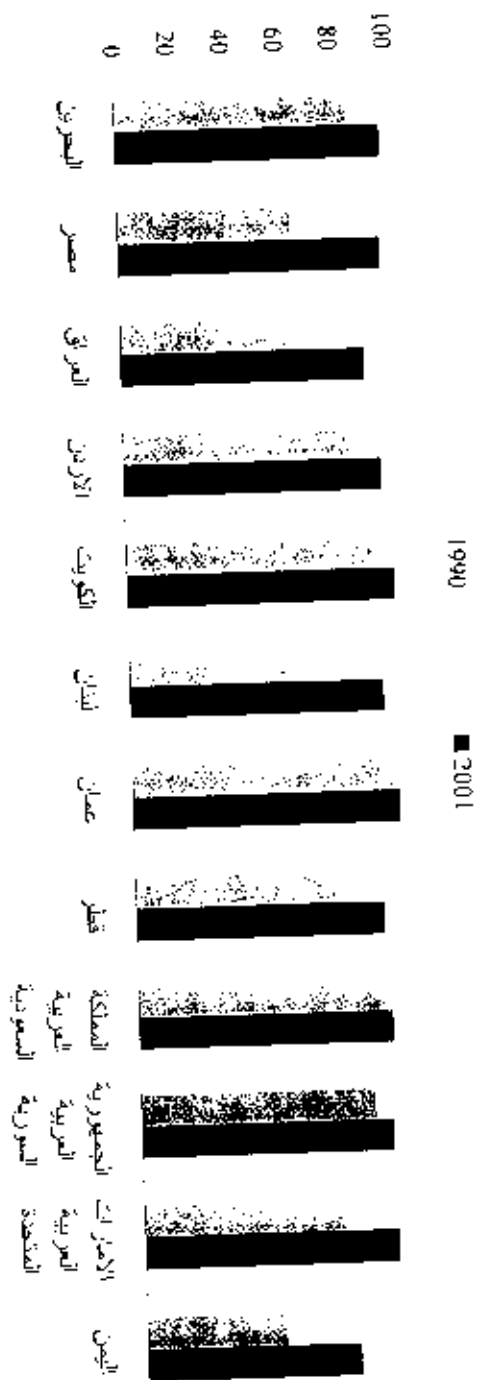 1990 ■ 2001
100
80
60
40
20
0
البحرين
مصر
العراق
الأردن
الكويت
لبنان
عمان
قطر
المملكة
العربية
السعودية
الجمهورية
العربية
السورية
الامارات
العربية
المتحدة
اليمن